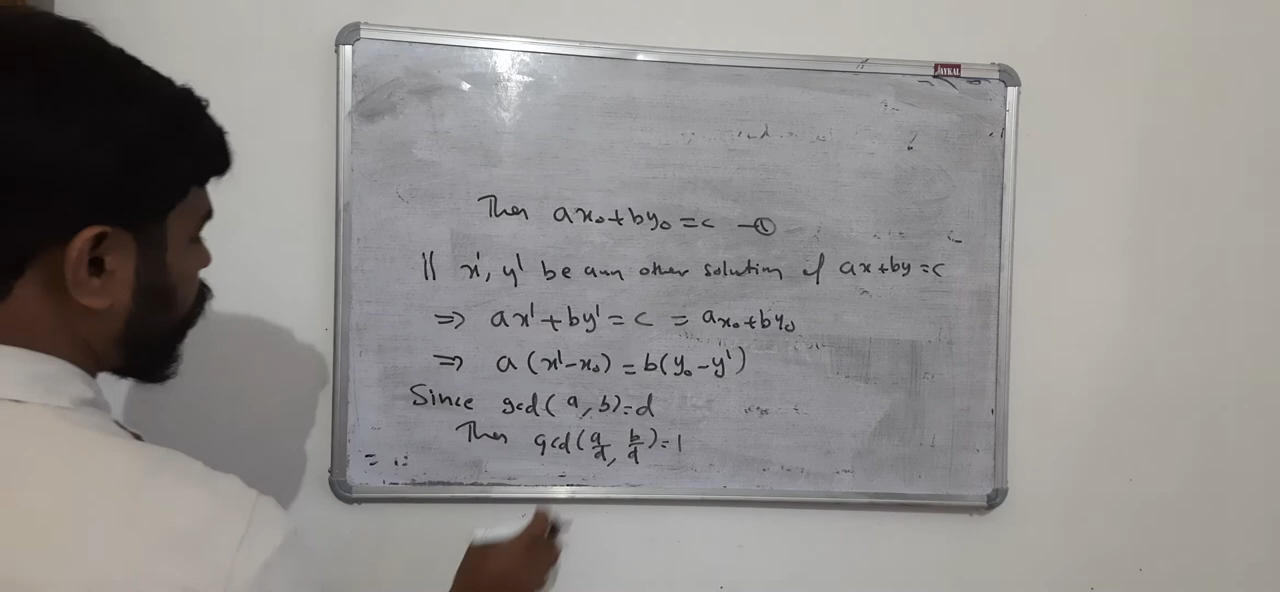 JAYKAL
Then ax₀+by₀=c —①
If x', y' be any other solution of ax+by=c
⇒ ax'+by'=c = ax₀+by₀
⇒ a(x'-x₀)=b(y₀-y')
Since gcd(a, b)=d
Then gcd(a/d, b/d)=1